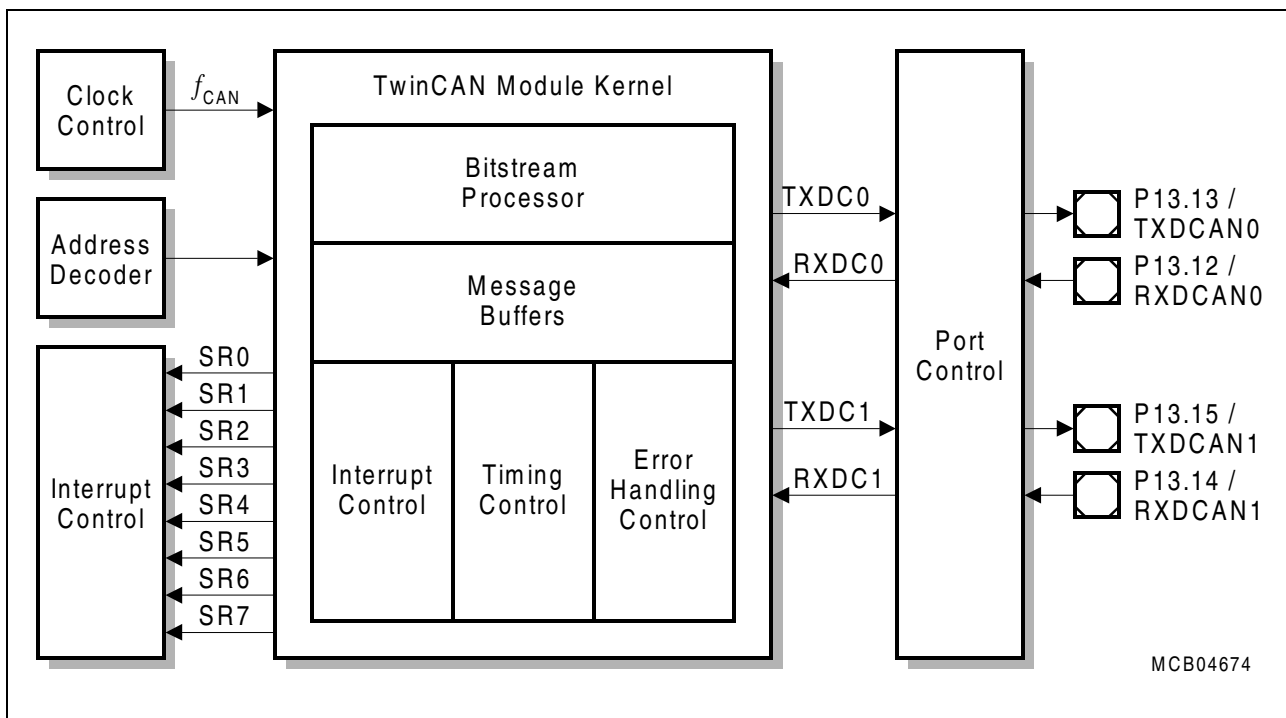 Clock
Control
fCAN
Address
Decoder
Interrupt
Control
SR0
SR1
SR2
SR3
SR4
SR5
SR6
SR7
TwinCAN Module Kernel
Bitstream
Processor
Message
Buffers
Interrupt
Control
Timing
Control
Error
Handling
Control
TXDC0
RXDC0
TXDC1
RXDC1
Port
Control
P13.13 /
TXDCAN0
P13.12 /
RXDCAN0
P13.15 /
TXDCAN1
P13.14 /
RXDCAN1
MCB04674